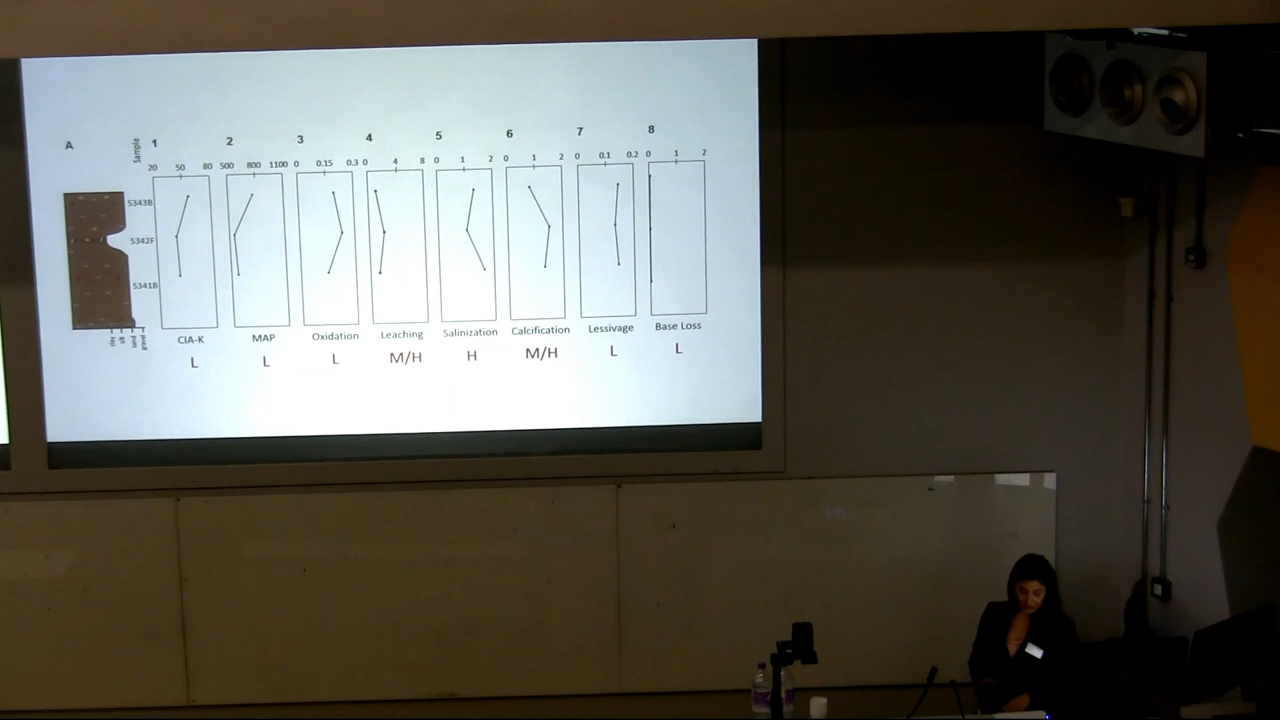 A
Sample
1 2 3 4 5 6 7 8
20 50 80 500 800 1100 0 0.15 0.3 0 4 8 0 1 2 0 1 2 0 0.1 0.2 0 1 2
S343B
S342F
S341B
clay silt sand gravel
CIA-K MAP Oxidation Leaching Salinization Calcification Lessivage Base Loss
L L L M/H H M/H L L